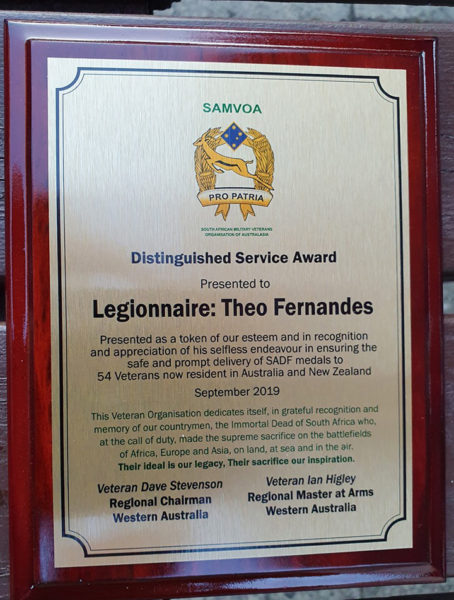 SAMVOA
PRO PATRIA
SOUTH AFRICAN MILITARY VETERANS
ORGANISATION OF AUSTRALASIA
Distinguished Service Award
Presented to
Legionnaire: Theo Fernandes
Presented as a token of our esteem and in recognition
and appreciation of his selfless endeavour in ensuring the
safe and prompt delivery of SADF medals to
54 Veterans now resident in Australia and New Zealand
September 2019
This Veteran Organisation dedicates itself, in grateful recognition and
memory of our countrymen, the Immortal Dead of South Africa who,
at the call of duty, made the supreme sacrifice on the battlefields
of Africa, Europe and Asia, on land, at sea and in the air.
Their ideal is our legacy, Their sacrifice our inspiration.
Veteran Dave Stevenson
Regional Chairman
Western Australia
Veteran Ian Higley
Regional Master at Arms
Western Australia